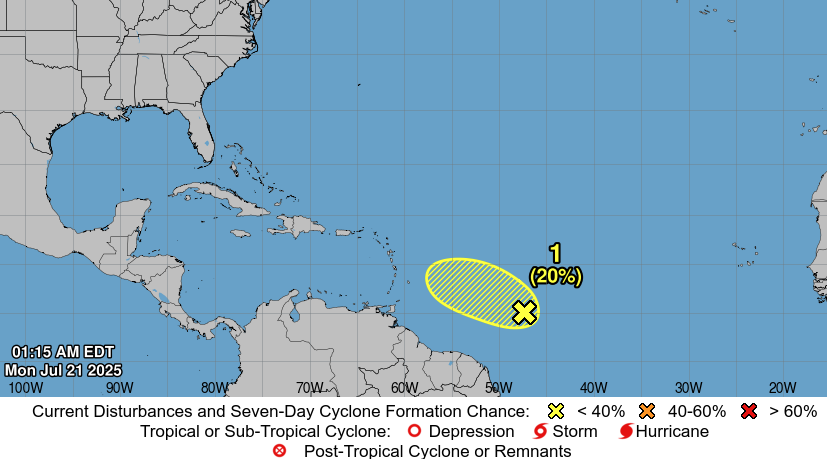 1
(20%)
01:15 AM EDT
Mon Jul 21 2025
100W 90W 80W 70W 60W 50W 40W 30W 20W
Current Disturbances and Seven-Day Cyclone Formation Chance: < 40% 40-60% > 60%
Tropical or Sub-Tropical Cyclone: Depression Storm Hurricane
Post-Tropical Cyclone or Remnants